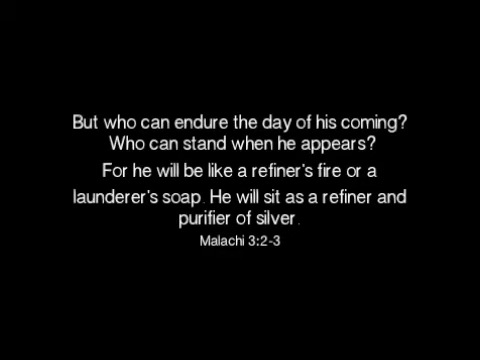 But who can endure the day of his coming?
Who can stand when he appears?
For he will be like a refiner's fire or a
launderer's soap. He will sit as a refiner and
purifier of silver.
Malachi 3:2-3